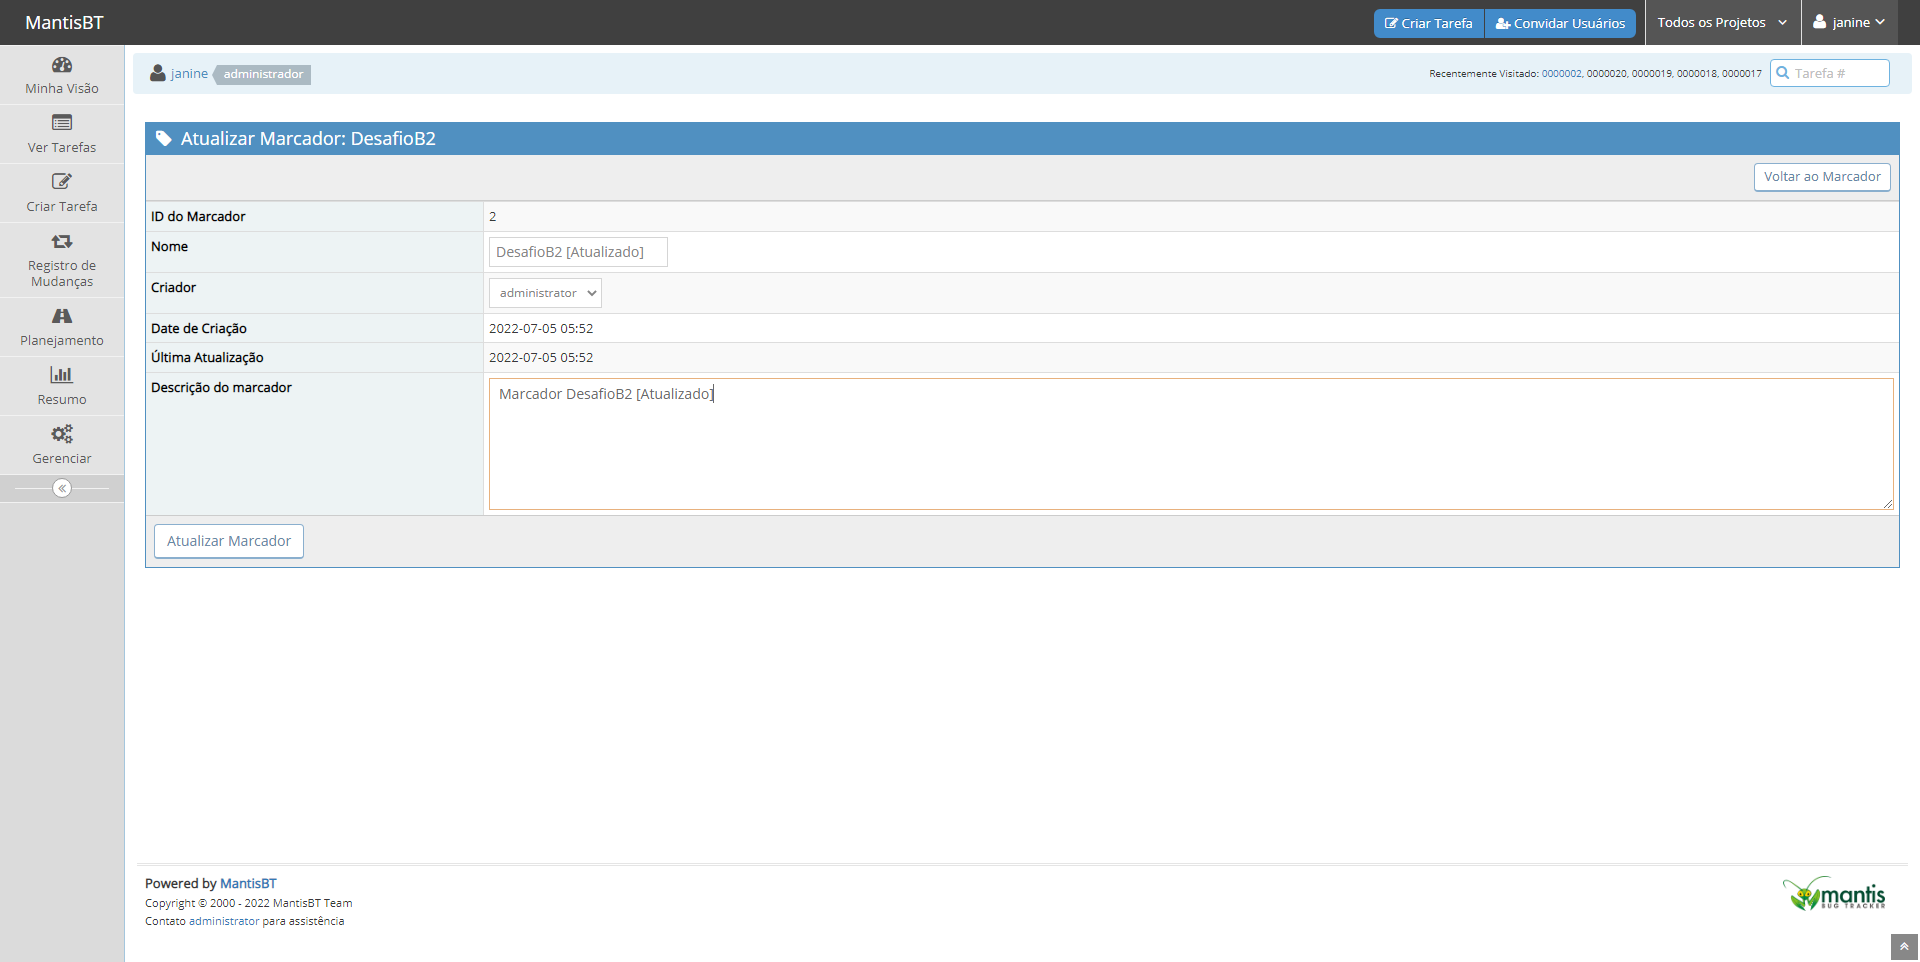 MantisBT
Criar Tarefa
Convidar Usuários
Todos os Projetos
janine
Minha Visão
Ver Tarefas
Criar Tarefa
Registro de
Mudanças
Planejamento
Resumo
Gerenciar
janine
administrador
Recentemente Visitado: 0000002, 0000020, 0000019, 0000018, 0000017
Tarefa #
Atualizar Marcador: DesafioB2
Voltar ao Marcador
ID do Marcador
2
Nome
DesafioB2 [Atualizado]
Criador
administrator
Date de Criação
2022-07-05 05:52
Última Atualização
2022-07-05 05:52
Descrição do marcador
Marcador DesafioB2 [Atualizado]
Atualizar Marcador
Powered by MantisBT
Copyright © 2000 - 2022 MantisBT Team
Contato administrator para assistência
mantis
BUG TRACKER